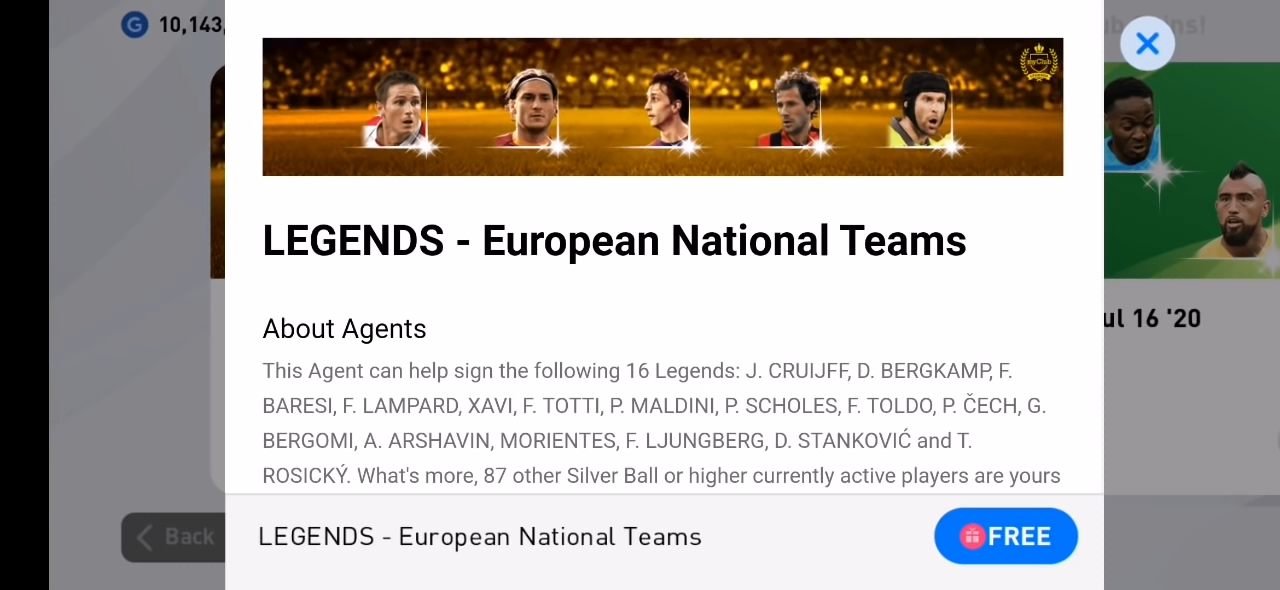 10,143,
myClub
LEGENDS - European National Teams
About Agents
This Agent can help sign the following 16 Legends: J. CRUIJFF, D. BERGKAMP, F.
BARESI, F. LAMPARD, XAVI, F. TOTTI, P. MALDINI, P. SCHOLES, F. TOLDO, P. ČECH, G.
BERGOMI, A. ARSHAVIN, MORIENTES, F. LJUNGBERG, D. STANKOVIĆ and T.
ROSICKÝ. What's more, 87 other Silver Ball or higher currently active players are yours
ul 16 '20
Back
LEGENDS - European National Teams
FREE